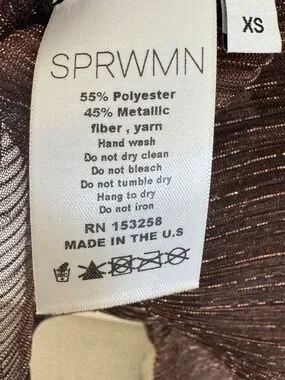 XS
SPRWMN
55% Polyester
45% Metallic
fiber , yarn
Hand wash
Do not dry clean
Do not bleach
Do not tumble dry
Hang to dry
Do not iron
RN 153258
MADE IN THE U.S